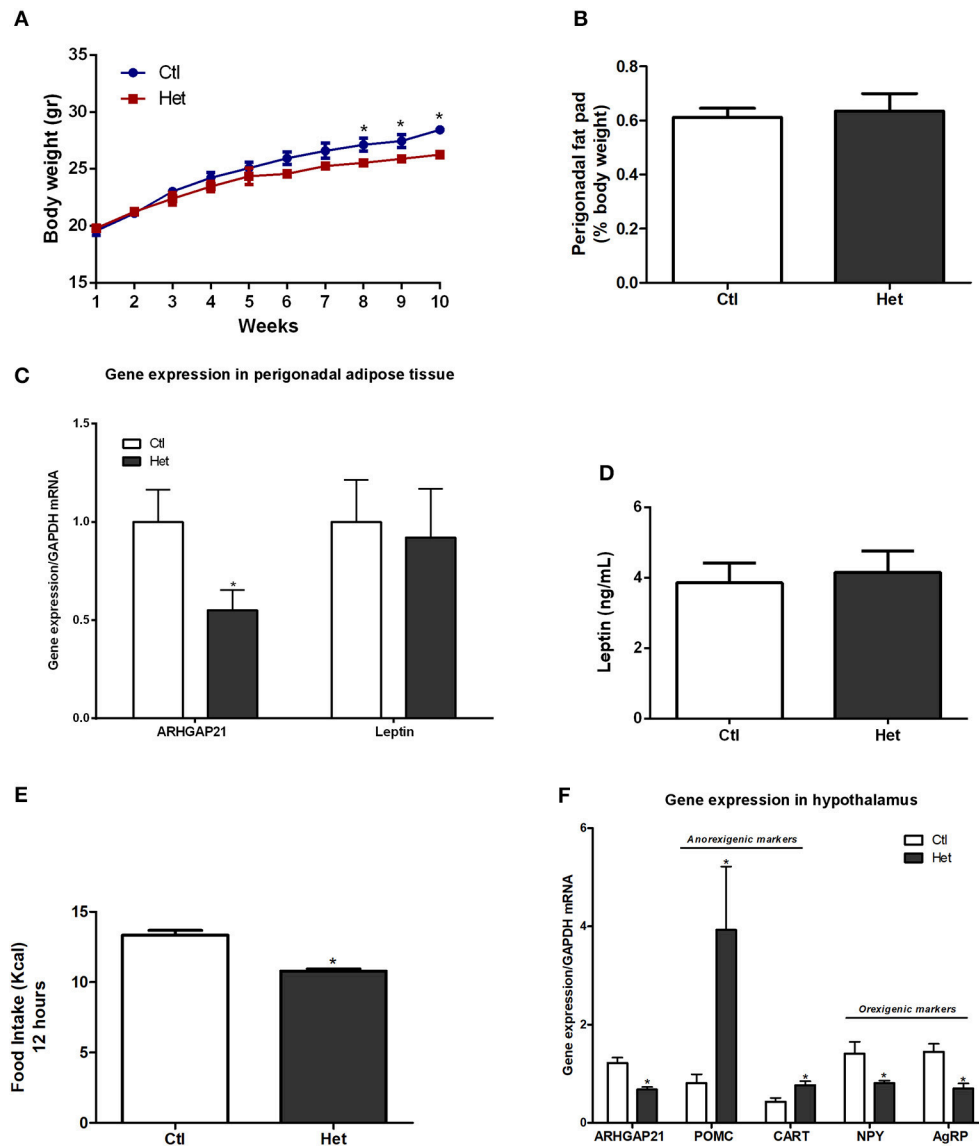 A
Body weight (gr)
35
30
25
20
15
Ctl
Het
*
*
*
1 2 3 4 5 6 7 8 9 10
Weeks
B
Perigonadal fat pad
(% body weight)
0.8
0.6
0.4
0.2
0.0
Ctl Het
C
Gene expression in perigonadal adipose tissue
Gene expression/GAPDH mRNA
1.5
1.0
0.5
0.0
Ctl
Het
*
ARHGAP21 Leptin
D
Leptin (ng/mL)
6
4
2
0
Ctl Het
E
Food Intake (Kcal)
12 hours
15
10
5
0
*
Ctl Het
F
Gene expression in hypothalamus
Gene expression/GAPDH mRNA
6
4
2
0
Anorexigenic markers
Ctl
Het
Orexigenic markers
*
*
*
*
*
ARHGAP21 POMC CART NPY AgRP